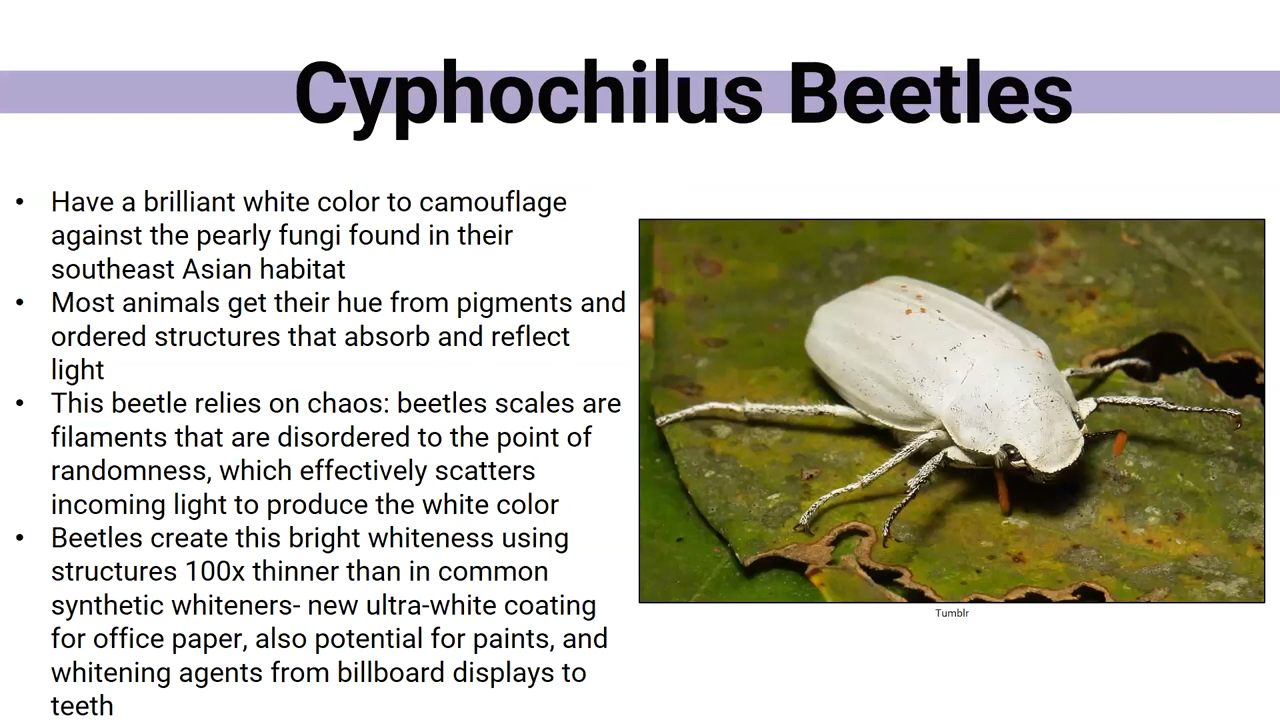 Cyphochilus Beetles
• Have a brilliant white color to camouflage
against the pearly fungi found in their
southeast Asian habitat
• Most animals get their hue from pigments and
ordered structures that absorb and reflect
light
• This beetle relies on chaos: beetles scales are
filaments that are disordered to the point of
randomness, which effectively scatters
incoming light to produce the white color
• Beetles create this bright whiteness using
structures 100x thinner than in common
synthetic whiteners- new ultra-white coating
for office paper, also potential for paints, and
whitening agents from billboard displays to
teeth
Tumblr